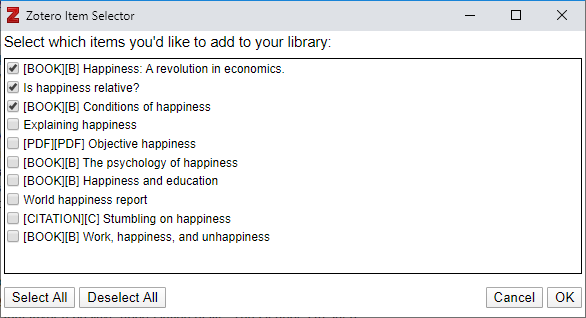 Zotero Item Selector
Select which items you'd like to add to your library:
[BOOK][B] Happiness: A revolution in economics.
Is happiness relative?
[BOOK][B] Conditions of happiness
Explaining happiness
[PDF][PDF] Objective happiness
[BOOK][B] The psychology of happiness
[BOOK][B] Happiness and education
World happiness report
[CITATION][C] Stumbling on happiness
[BOOK][B] Work, happiness, and unhappiness
Select All Deselect All Cancel OK